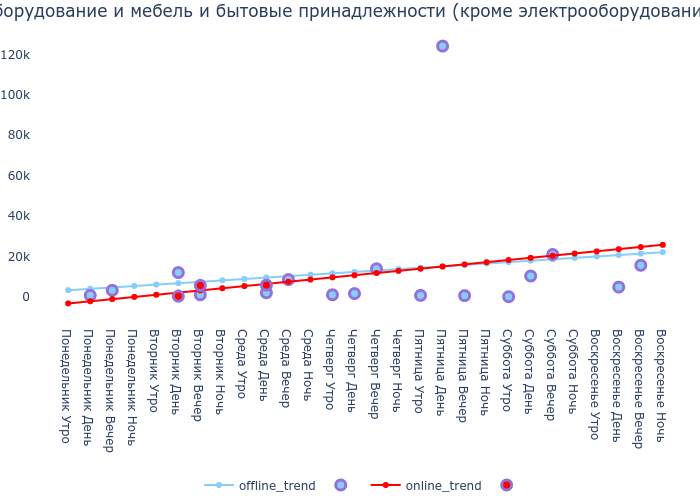 борудование и мебель и бытовые принадлежности (кроме электрооборудовани
120k
100k
80k
60k
40k
20k
0
Понедельник Утро
Понедельник День
Понедельник Вечер
Понедельник Ночь
Вторник Утро
Вторник День
Вторник Вечер
Вторник Ночь
Среда Утро
Среда День
Среда Вечер
Среда Ночь
Четверг Утро
Четверг День
Четверг Вечер
Четверг Ночь
Пятница Утро
Пятница День
Пятница Вечер
Пятница Ночь
Суббота Утро
Суббота День
Суббота Вечер
Суббота Ночь
Воскресенье Утро
Воскресенье День
Воскресенье Вечер
Воскресенье Ночь
offline_trend online_trend